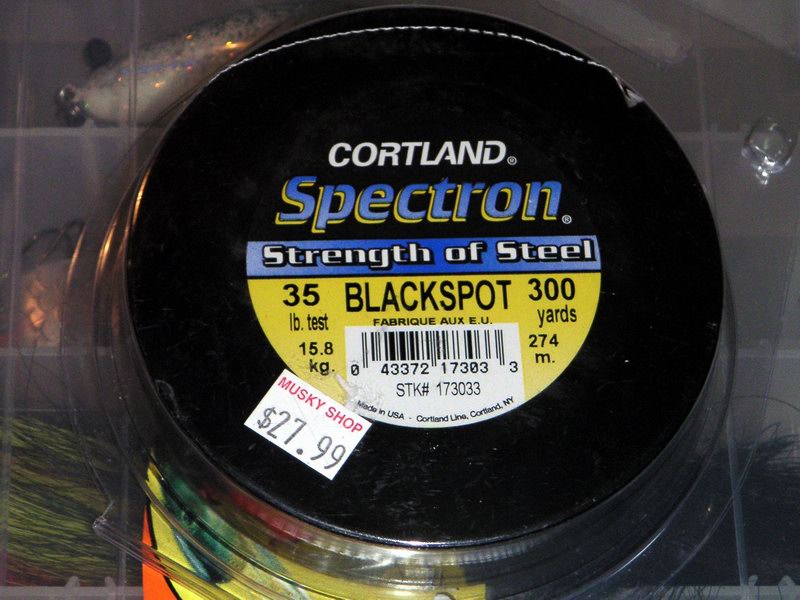 CORTLAND®
Spectron®
Strength of Steel
35 BLACKSPOT 300
lb. test FABRIQUE AUX E.U. yards
15.8 274
kg. m.
0 43372 17303 3
STK# 173033
Made in USA - Cortland Line, Cortland, NY
MUSKY SHOP
$27.99